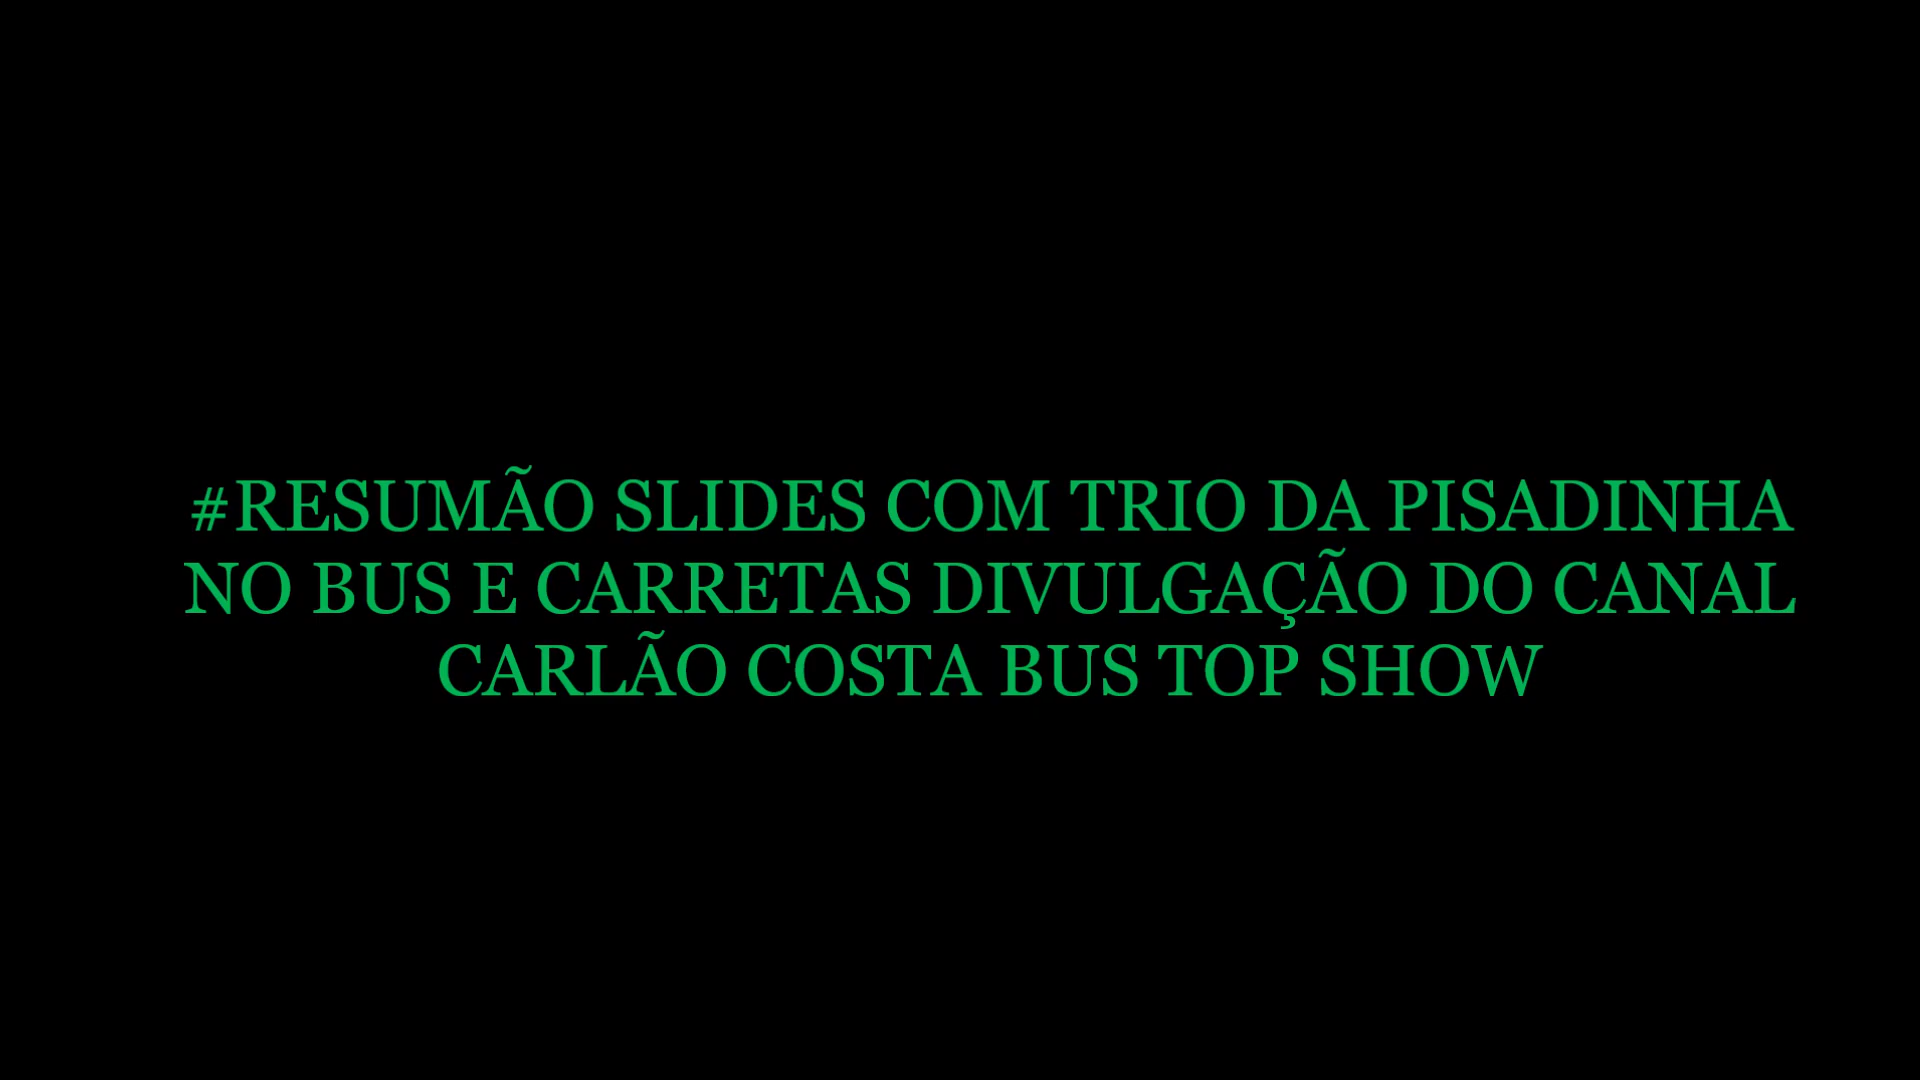 #RESUMÃO SLIDES COM TRIO DA PISADINHA
NO BUS E CARRETAS DIVULGAÇÃO DO CANAL
CARLÃO COSTA BUS TOP SHOW